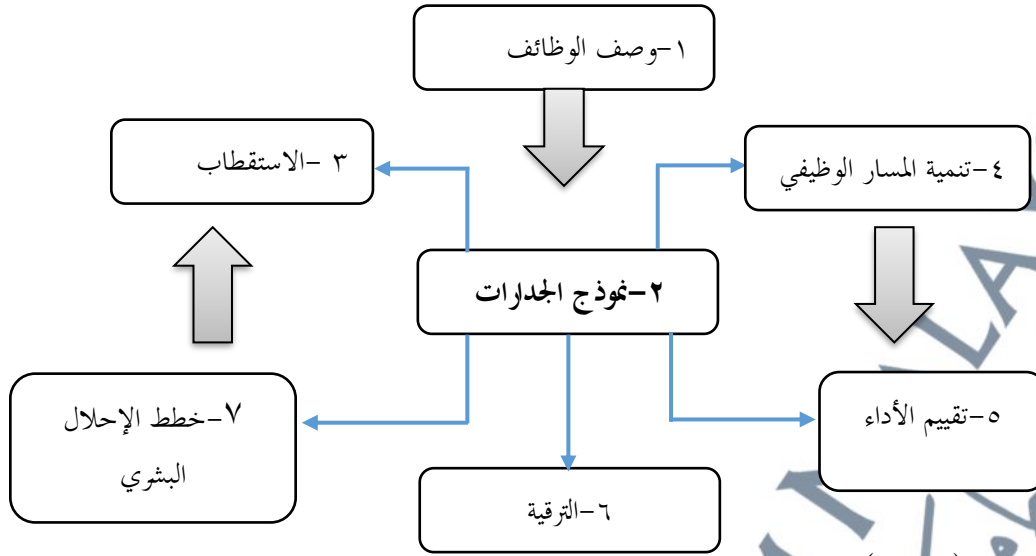 ١-وصف الوظائف
٣ -الاستقطاب
٤-تنمية المسار الوظيفي
٢-نموذج الجدارات
٧-خطط الإحلال
البشري
٥-تقييم الأداء
٦-الترقية